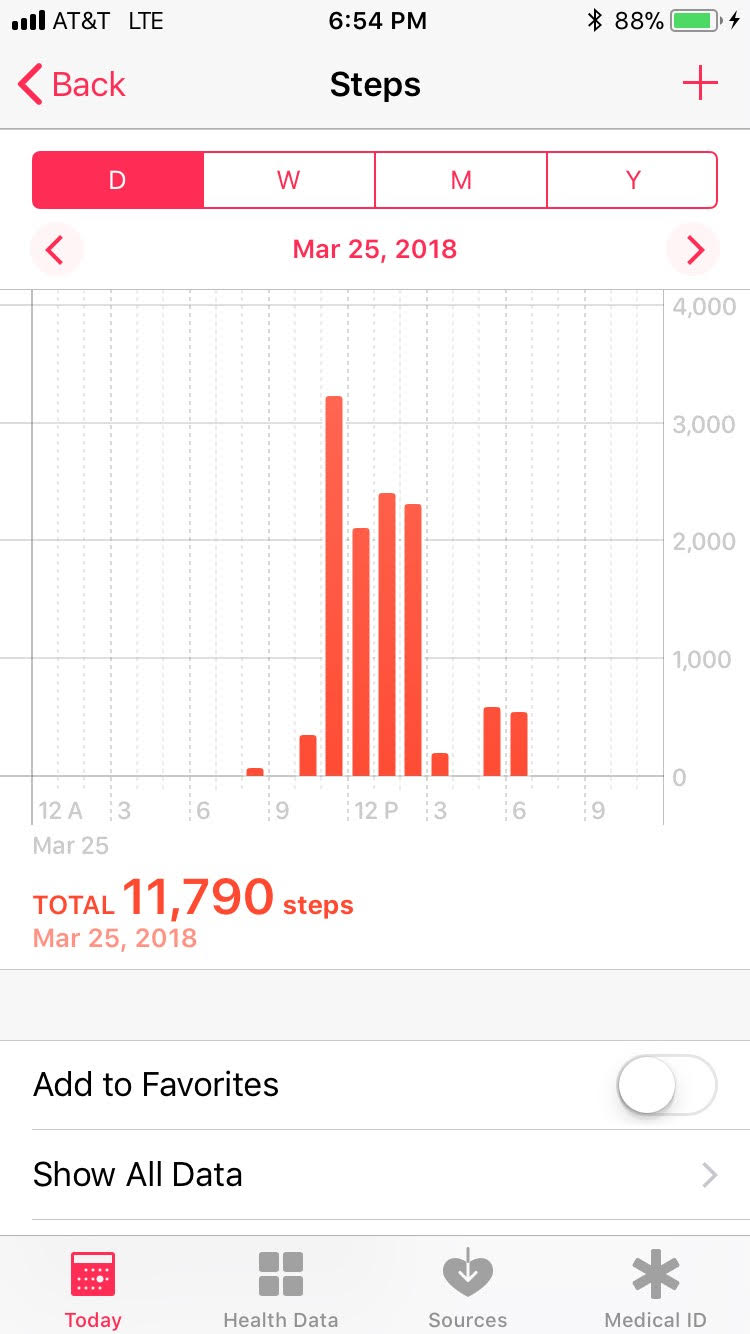 AT&T LTE 6:54 PM 88%
Back Steps
D W M Y
Mar 25, 2018
4,000
3,000
2,000
1,000
0
12 A 3 6 9 12 P 3 6 9
Mar 25
TOTAL 11,790 steps
Mar 25, 2018
Add to Favorites
Show All Data
Today Health Data Sources Medical ID